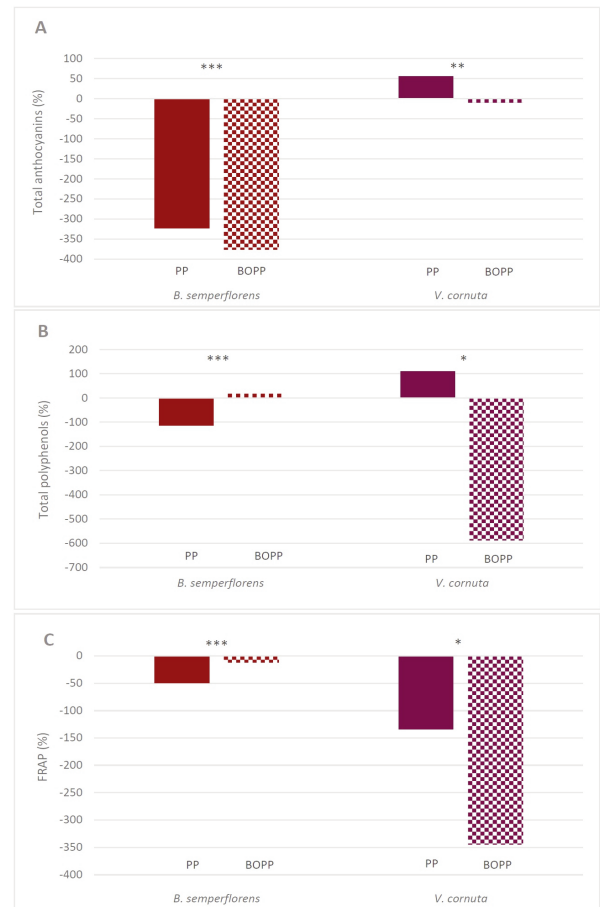 A
Total anthocyanins (%)
100
50
0
-50
-100
-150
-200
-250
-300
-350
-400
*** **
PP BOPP PP BOPP
B. semperflorens V. cornuta
B
Total polyphenols (%)
200
100
0
-100
-200
-300
-400
-500
-600
-700
*** *
PP BOPP PP BOPP
B. semperflorens V. cornuta
C
FRAP (%)
0
-50
-100
-150
-200
-250
-300
-350
-400
*** *
PP BOPP PP BOPP
B. semperflorens V. cornuta